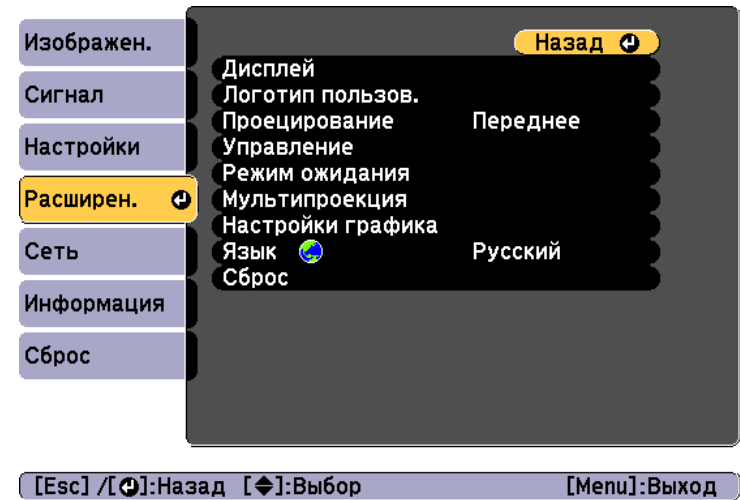 Изображен.
Сигнал
Настройки
Расширен.
Сеть
Информация
Сброс
Назад
Дисплей
Логотип пользов.
Проецирование Переднее
Управление
Режим ожидания
Мультипроекция
Настройки графика
Язык Русский
Сброс
[Esc] /[⏎]:Назад [◆]:Выбор [Menu]:Выход